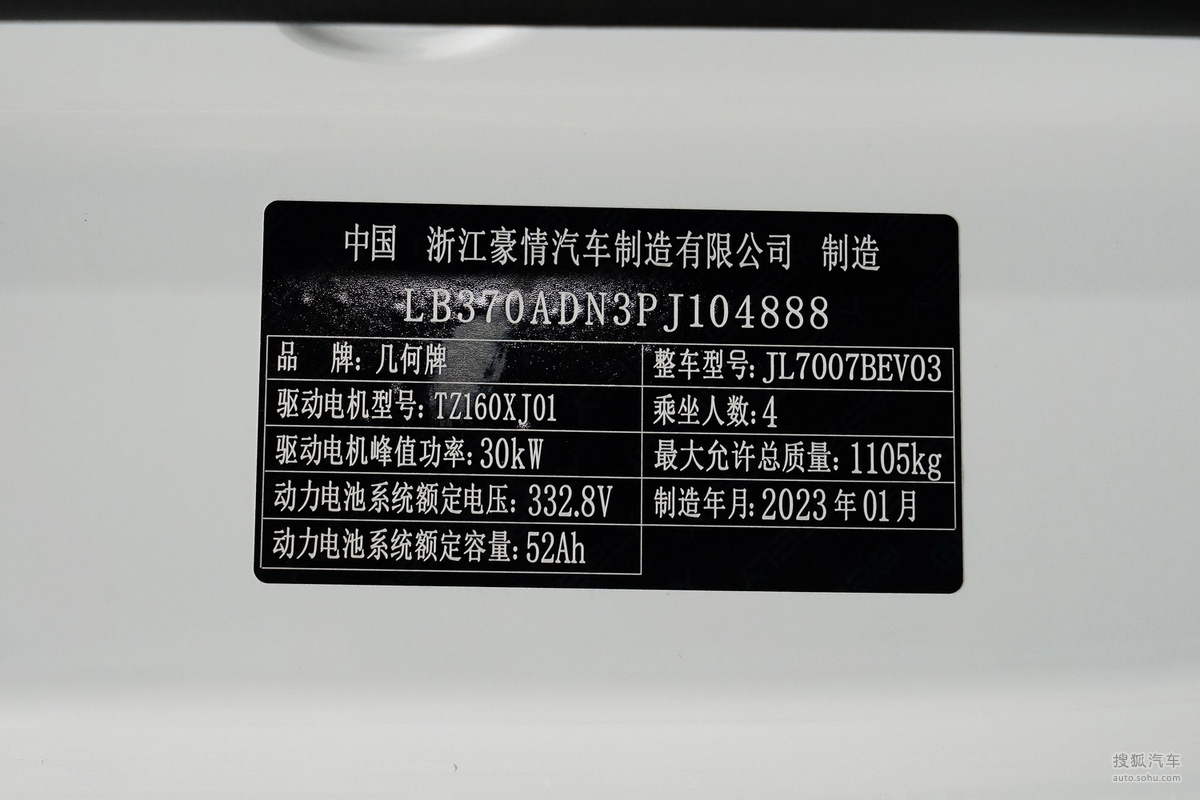 中国 浙江豪情汽车制造有限公司 制造
LB370ADN3PJ104888
品 牌: 几何牌
整车型号: JL7007BEV03
驱动电机型号: TZ160XJ01
乘坐人数: 4
驱动电机峰值功率: 30kW
最大允许总质量: 1105kg
动力电池系统额定电压: 332.8V
制造年月: 2023年01月
动力电池系统额定容量: 52Ah
搜狐汽车
auto.sohu.com